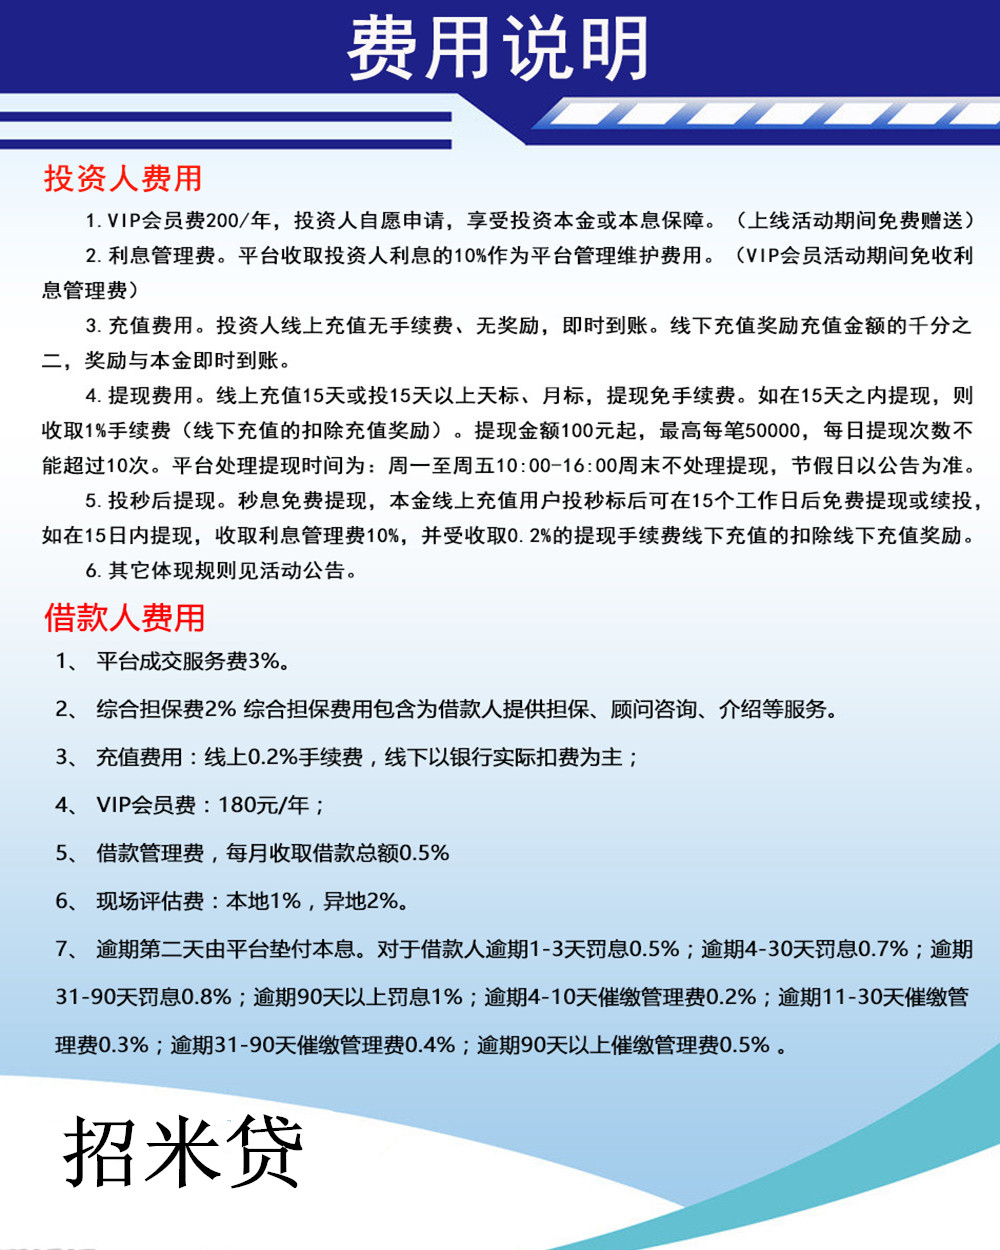 费用说明
投资人费用
1.VIP会员费200/年，投资人自愿申请，享受投资本金或本息保障。（上线活动期间免费赠送）
2.利息管理费。平台收取投资人利息的10%作为平台管理维护费用。（VIP会员活动期间免收利
息管理费）
3.充值费用。投资人线上充值无手续费、无奖励，即时到账。线下充值奖励充值金额的千分之
二，奖励与本金即时到账。
4.提现费用。线上充值15天或投15天以上天标、月标，提现免手续费。如在15天之内提现，则
收取1%手续费（线下充值的扣除充值奖励）。提现金额100元起，最高每笔50000，每日提现次数不
能超过10次。平台处理提现时间为：周一至周五10:00-16:00周末不处理提现，节假日以公告为准。
5.投秒后提现。秒息免费提现，本金线上充值用户投秒标后可在15个工作日后免费提现或续投，
如在15日内提现，收取利息管理费10%，并受收取0.2%的提现手续费线下充值的扣除线下充值奖励。
6.其它体现规则见活动公告。
借款人费用
1、 平台成交服务费3%。
2、 综合担保费2% 综合担保费用包含为借款人提供担保、顾问咨询、介绍等服务。
3、 充值费用：线上0.2%手续费，线下以银行实际扣费为主；
4、 VIP会员费：180元/年；
5、 借款管理费，每月收取借款总额0.5%
6、 现场评估费：本地1%，异地2%。
7、 逾期第二天由平台垫付本息。对于借款人逾期1-3天罚息0.5%；逾期4-30天罚息0.7%；逾期
31-90天罚息0.8%；逾期90天以上罚息1%；逾期4-10天催缴管理费0.2%；逾期11-30天催缴管
理费0.3%；逾期31-90天催缴管理费0.4%；逾期90天以上催缴管理费0.5% 。
招米贷